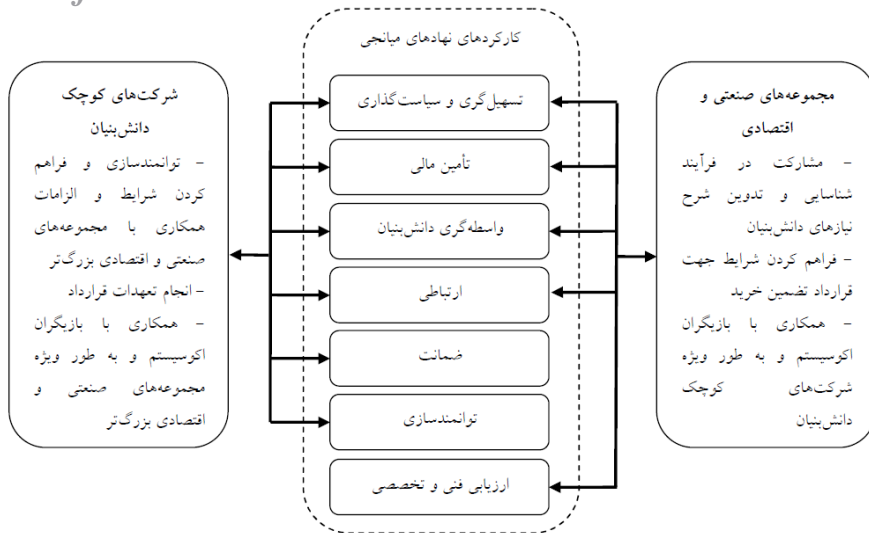 کارکردهای نهادهای میانجی
مجموعه‌های صنعتی و
اقتصادی
– مشارکت در فرآیند
شناسایی و تدوین شرح
نیازهای دانش‌بنیان
– فراهم کردن شرایط جهت
قرارداد تضمین خرید
– همکاری با بازیگران
اکوسیستم و به طور ویژه
شرکت‌های کوچک
دانش‌بنیان
تسهیل‌گری و سیاست‌گذاری
تأمین مالی
واسطه‌گری دانش‌بنیان
ارتباطی
ضمانت
توانمندسازی
ارزیابی فنی و تخصصی
شرکت‌های کوچک
دانش‌بنیان
– توانمندسازی و فراهم
کردن شرایط و الزامات
همکاری با مجموعه‌های
صنعتی و اقتصادی بزرگ‌تر
– انجام تعهدات قرارداد
– همکاری با بازیگران
اکوسیستم و به طور ویژه
مجموعه‌های صنعتی و
اقتصادی بزرگ‌تر